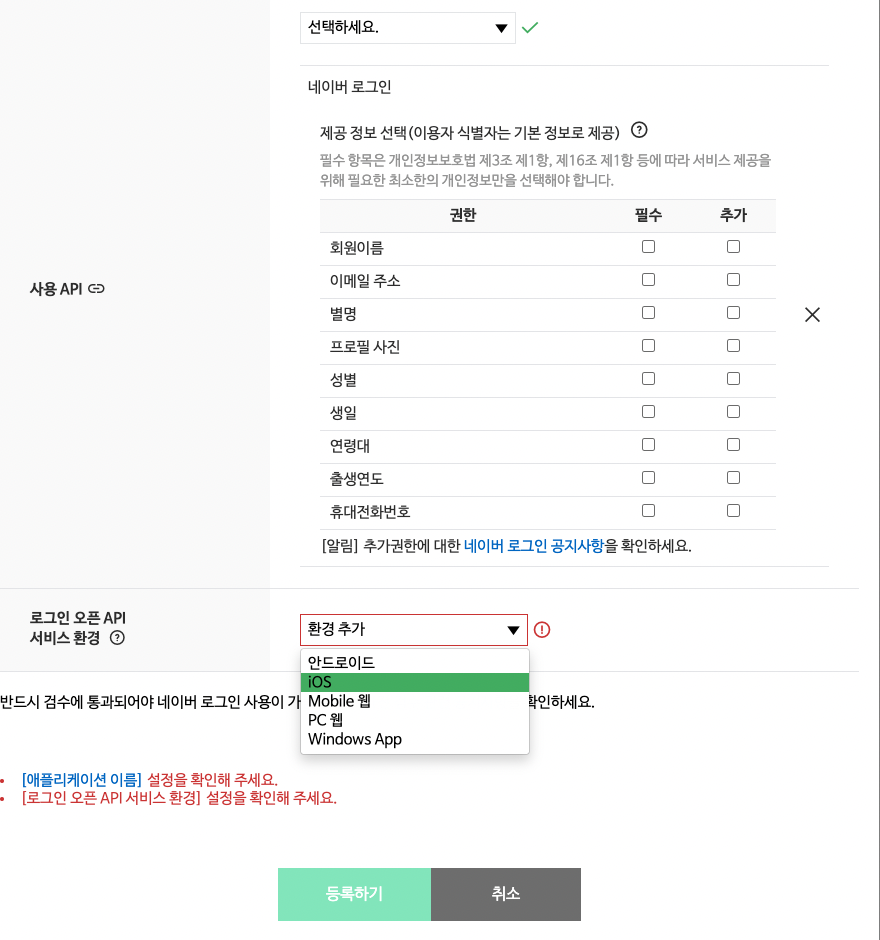 선택하세요.
네이버 로그인
제공 정보 선택(이용자 식별자는 기본 정보로 제공)
필수 항목은 개인정보보호법 제3조 제1항, 제16조 제1항 등에 따라 서비스 제공을
위해 필요한 최소한의 개인정보만을 선택해야 합니다.
권한 필수 추가
회원이름
이메일 주소
별명
프로필 사진
성별
생일
연령대
출생연도
휴대전화번호
[알림] 추가권한에 대한 네이버 로그인 공지사항을 확인하세요.
사용 API
로그인 오픈 API
서비스 환경
환경 추가
안드로이드
iOS
Mobile 웹
PC 웹
Windows App
반드시 검수에 통과되어야 네이버 로그인 사용이 가 확인하세요.
• [애플리케이션 이름] 설정을 확인해 주세요.
• [로그인 오픈 API 서비스 환경] 설정을 확인해 주세요.
등록하기 취소